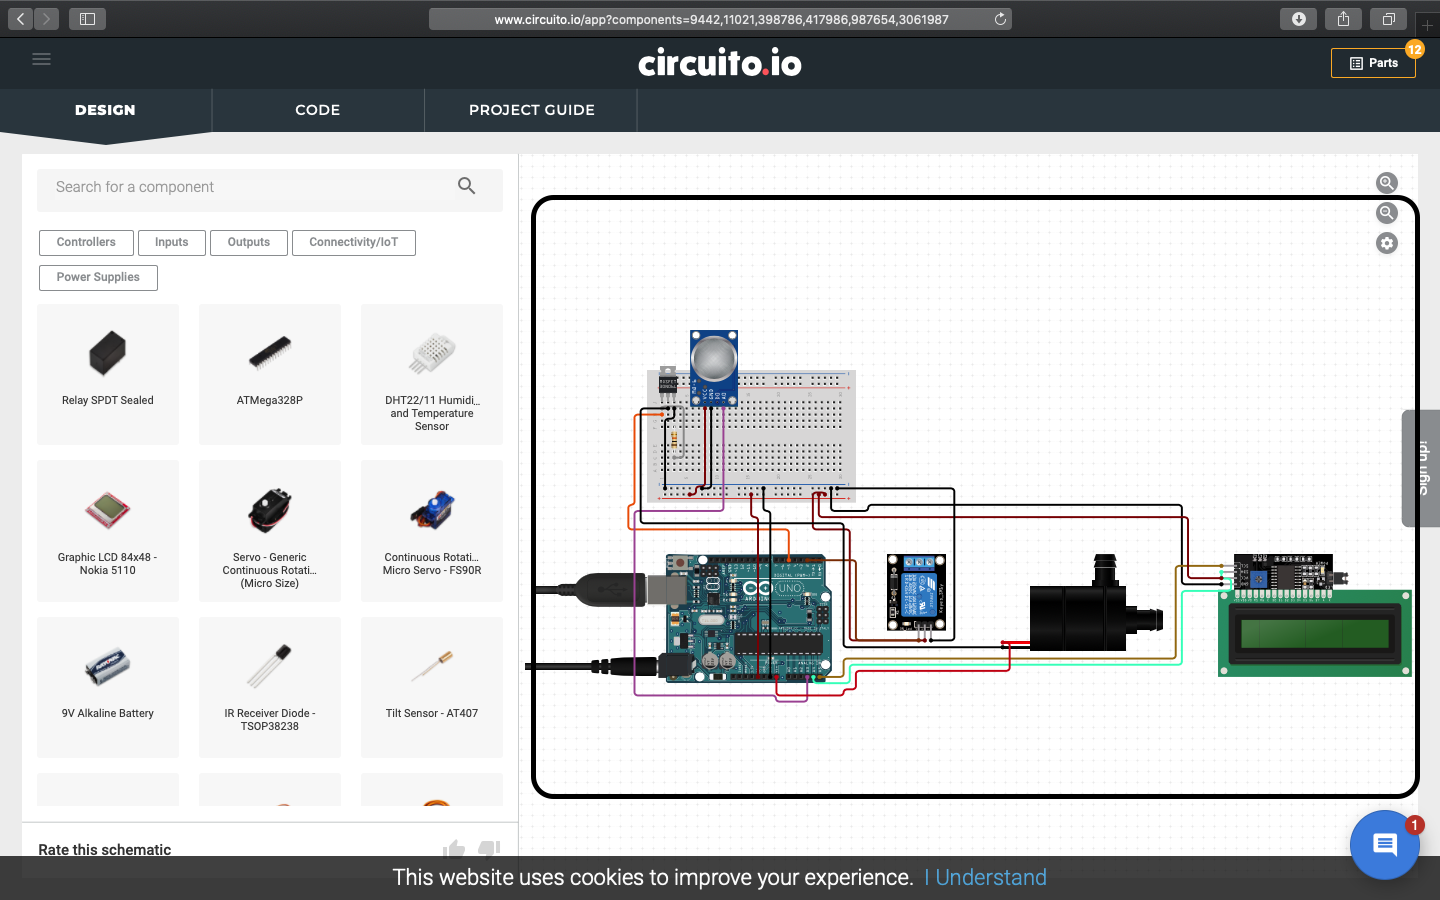 www.circuito.io/app?components=9442,11021,398786,417986,987654,3061987
circuito.io
Parts
12
DESIGN
CODE
PROJECT GUIDE
Search for a component
Controllers
Inputs
Outputs
Connectivity/IoT
Power Supplies
Relay SPDT Sealed
ATMega328P
DHT22/11 Humidi...
and Temperature
Sensor
Graphic LCD 84x48 -
Nokia 5110
Servo - Generic
Continuous Rotati...
(Micro Size)
Continuous Rotati...
Micro Servo - FS90R
9V Alkaline Battery
IR Receiver Diode -
TSOP38238
Tilt Sensor - AT407
UNO
Sign up!
Rate this schematic
1
This website uses cookies to improve your experience. I Understand